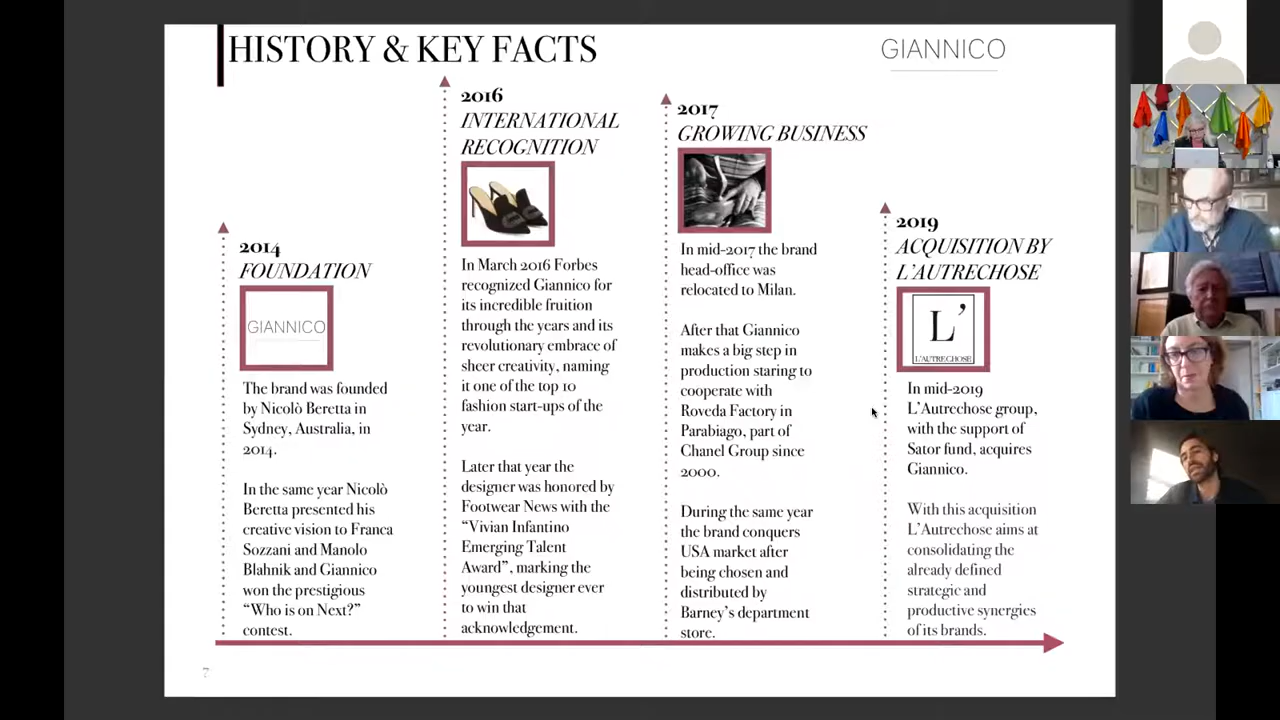 HISTORY & KEY FACTS
GIANNICO
2014
FOUNDATION
GIANNICO
The brand was founded
by Nicolò Beretta in
Sydney, Australia, in
2014.
In the same year Nicolò
Beretta presented his
creative vision to Franca
Sozzani and Manolo
Blahnik and Giannico
won the prestigious
“Who is on Next?”
contest.
2016
INTERNATIONAL
RECOGNITION
In March 2016 Forbes
recognized Giannico for
its incredible fruition
through the years and its
revolutionary embrace of
sheer creativity, naming
it one of the top 10
fashion start-ups of the
year.
Later that year the
designer was honored by
Footwear News with the
“Vivian Infantino
Emerging Talent
Award”, marking the
youngest designer ever
to win that
acknowledgement.
2017
GROWING BUSINESS
In mid-2017 the brand
head-office was
relocated to Milan.
After that Giannico
makes a big step in
production staring to
cooperate with
Roveda Factory in
Parabiago, part of
Chanel Group since
2000.
During the same year
the brand conquers
USA market after
being chosen and
distributed by
Barney’s department
store.
2019
ACQUISITION BY
L’AUTRECHOSE
L’
L’AUTRECHOSE
In mid-2019
L’Autrechose group,
with the support of
Sator fund, acquires
Giannico.
With this acquisition
L’Autrechose aims at
consolidating the
already defined
strategic and
productive synergies
of its brands.
7